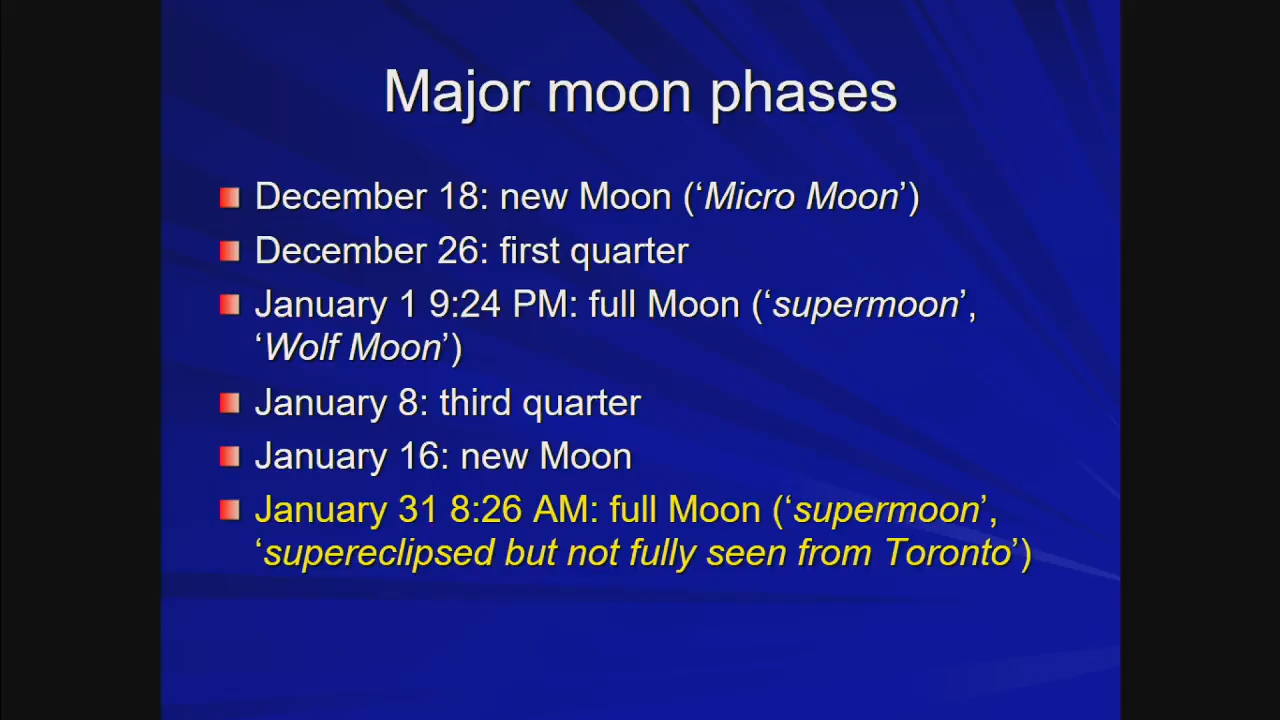 Major moon phases
December 18: new Moon (‘Micro Moon’)
December 26: first quarter
January 1 9:24 PM: full Moon (‘supermoon’,
‘Wolf Moon’)
January 8: third quarter
January 16: new Moon
January 31 8:26 AM: full Moon (‘supermoon’,
‘supereclipsed but not fully seen from Toronto’)